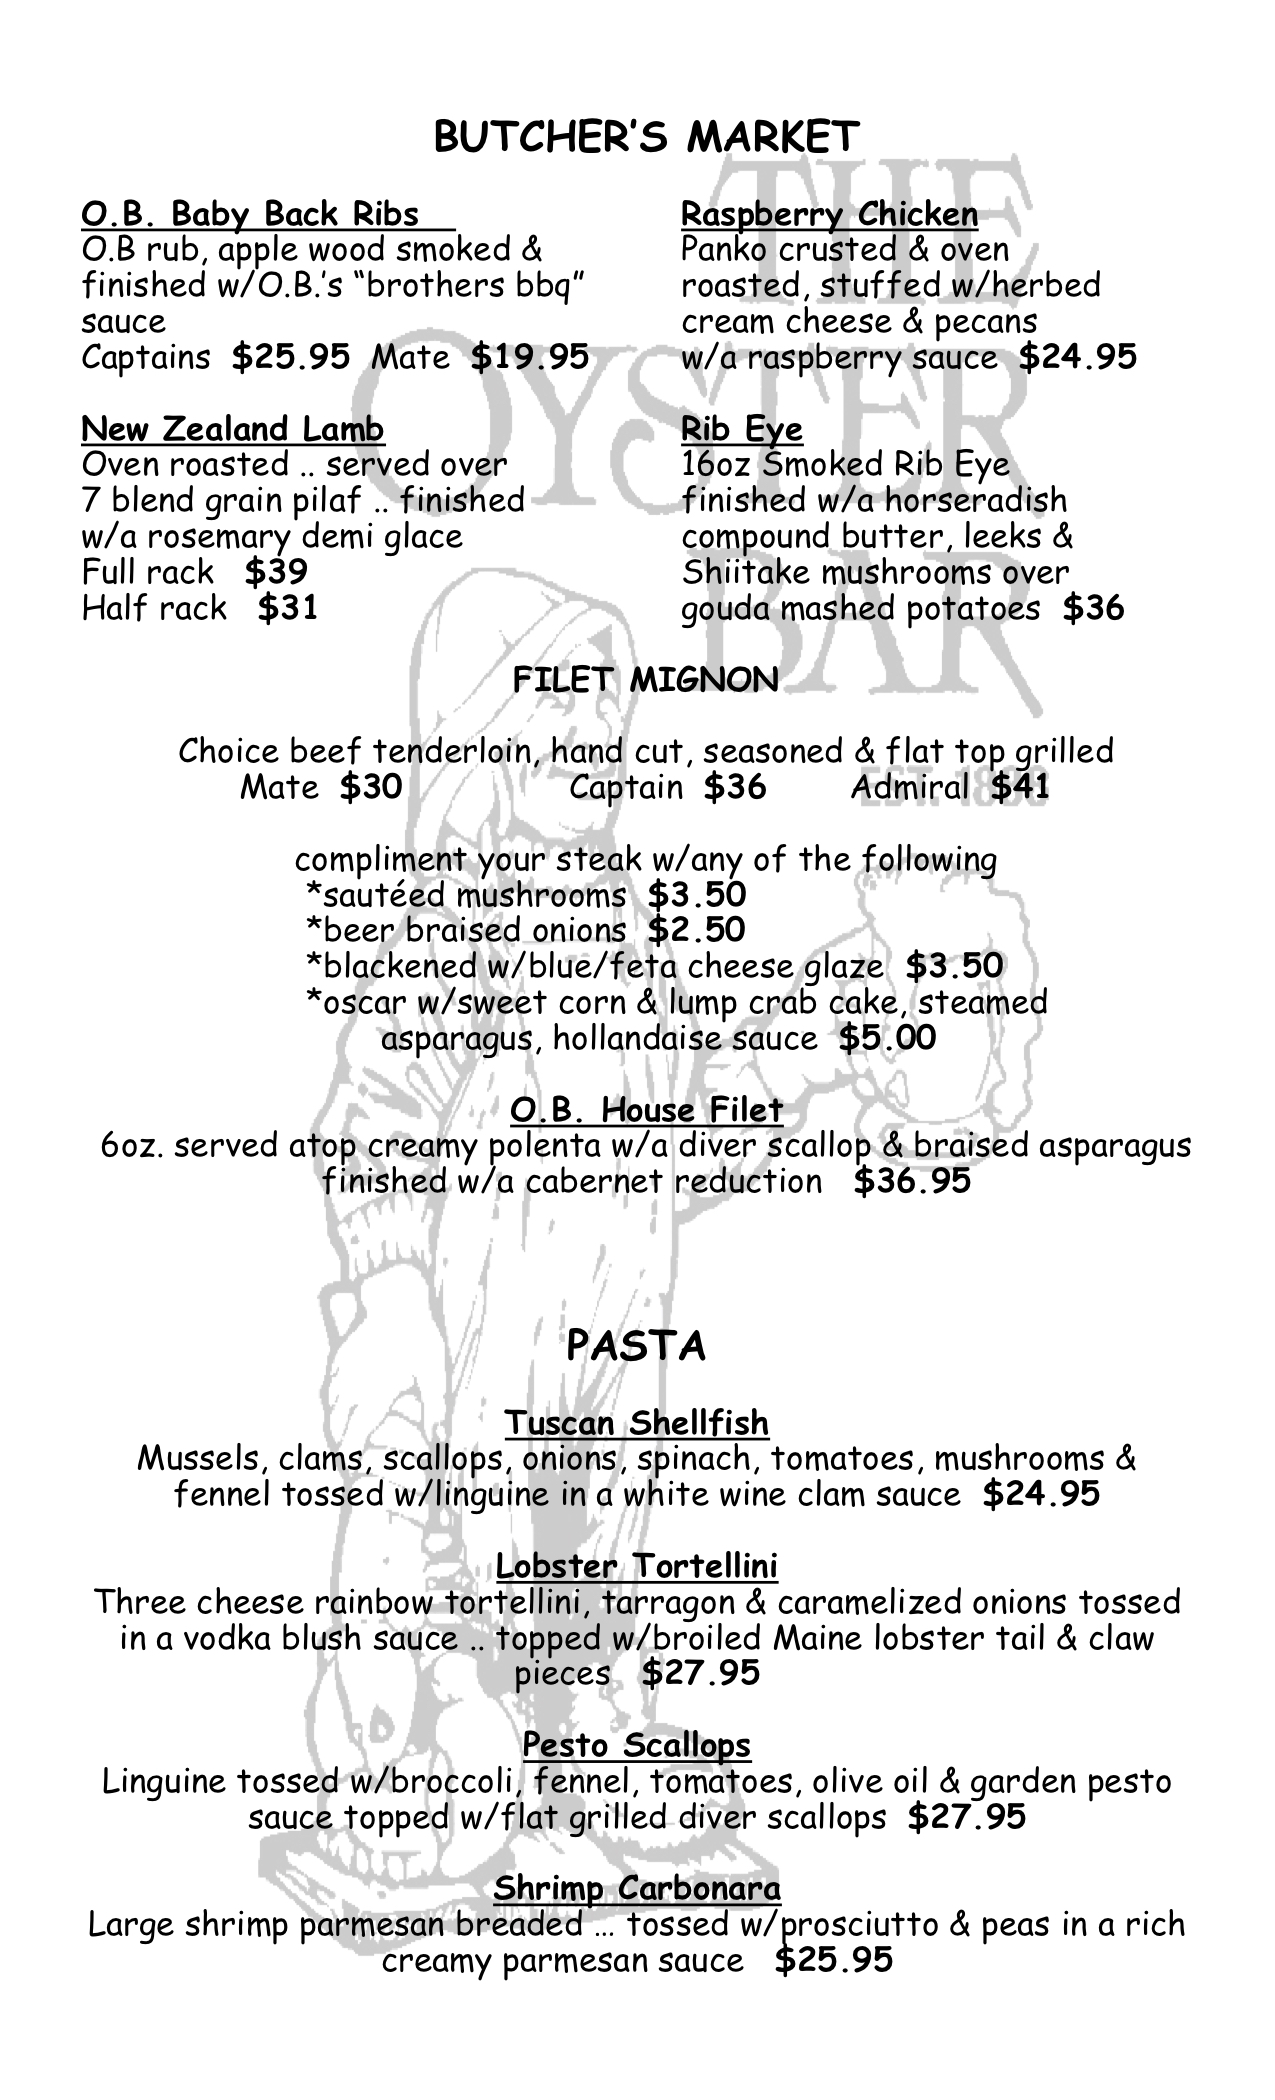 BUTCHER’S MARKET
O.B. Baby Back Ribs
O.B rub, apple wood smoked &
finished w/O.B.’s “brothers bbq”
sauce
Captains $25.95 Mate $19.95
New Zealand Lamb
Oven roasted .. served over
7 blend grain pilaf .. finished
w/a rosemary demi glace
Full rack $39
Half rack $31
Raspberry Chicken
Panko crusted & oven
roasted, stuffed w/herbed
cream cheese & pecans
w/a raspberry sauce $24.95
Rib Eye
16oz Smoked Rib Eye
finished w/a horseradish
compound butter, leeks &
Shiitake mushrooms over
gouda mashed potatoes $36
FILET MIGNON
Choice beef tenderloin, hand cut, seasoned & flat top grilled
Mate $30 Captain $36 Admiral $41
compliment your steak w/any of the following
*sautéed mushrooms $3.50
*beer braised onions $2.50
*blackened w/blue/feta cheese glaze $3.50
*oscar w/sweet corn & lump crab cake, steamed
asparagus, hollandaise sauce $5.00
O.B. House Filet
6oz. served atop creamy polenta w/a diver scallop & braised asparagus
finished w/a cabernet reduction $36.95
PASTA
Tuscan Shellfish
Mussels, clams, scallops, onions, spinach, tomatoes, mushrooms &
fennel tossed w/linguine in a white wine clam sauce $24.95
Lobster Tortellini
Three cheese rainbow tortellini, tarragon & caramelized onions tossed
in a vodka blush sauce .. topped w/broiled Maine lobster tail & claw
pieces $27.95
Pesto Scallops
Linguine tossed w/broccoli, fennel, tomatoes, olive oil & garden pesto
sauce topped w/flat grilled diver scallops $27.95
Shrimp Carbonara
Large shrimp parmesan breaded … tossed w/prosciutto & peas in a rich
creamy parmesan sauce $25.95
THE
OYSTER
BAR
EST.